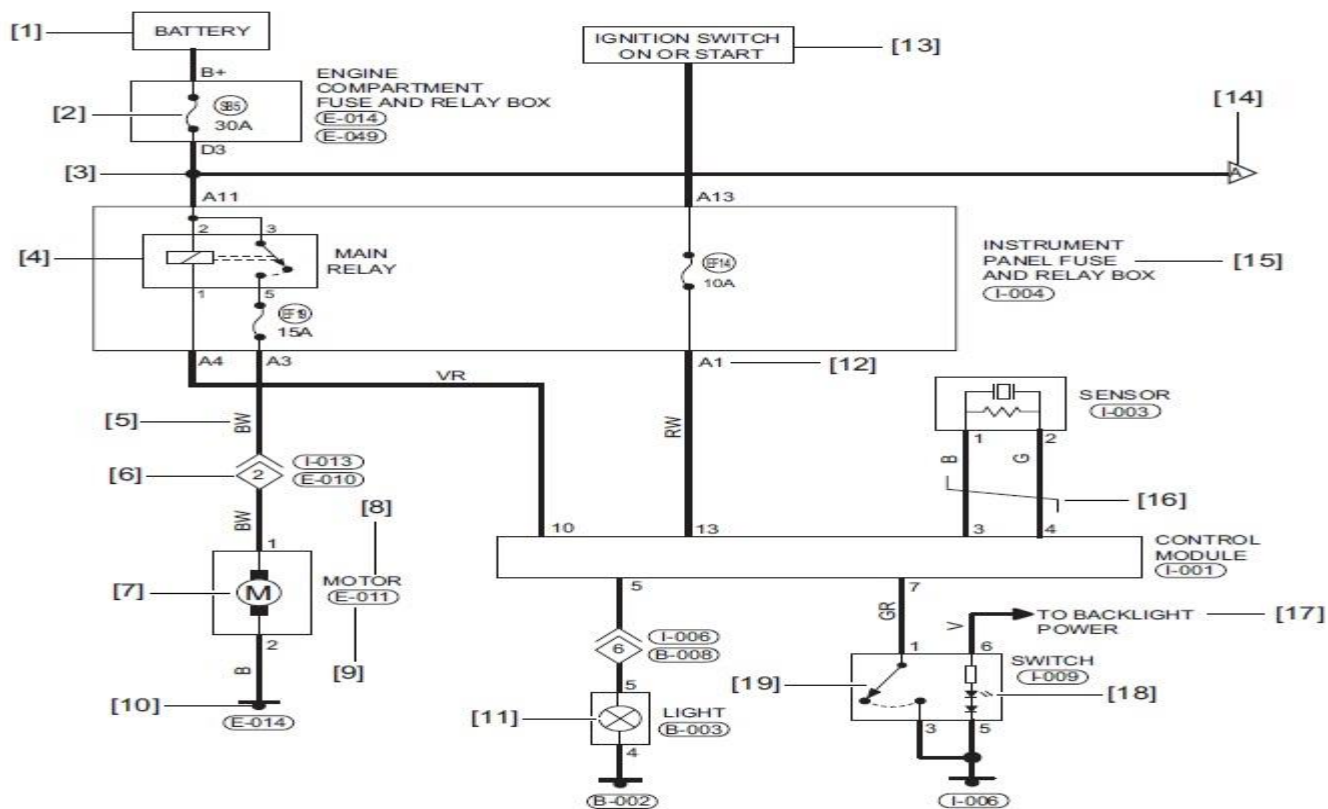 [1] BATTERY
IGNITION SWITCH
ON OR START
[13]
B+
[2]
SB5
30A
ENGINE
COMPARTMENT
FUSE AND RELAY BOX
E-014
E-049
[14]
D3
[3]
A
A11
A13
[4]
2
3
MAIN
RELAY
1
5
EF19
15A
EF14
10A
INSTRUMENT
PANEL FUSE
AND RELAY BOX
I-004
[15]
A4
A3
A1
[12]
VR
[5]
BW
RW
SENSOR
I-003
1
2
B
G
[6]
2
I-013
E-010
[16]
BW
[8]
10
13
3
4
CONTROL
MODULE
I-001
1
[7]
M
MOTOR
E-011
2
[9]
B
[10]
E-014
5
7
6
I-006
B-008
GR
V
TO BACKLIGHT
POWER
[17]
[11]
5
LIGHT
B-003
4
B-002
1
6
[19]
SWITCH
I-009
[18]
3
5
I-006